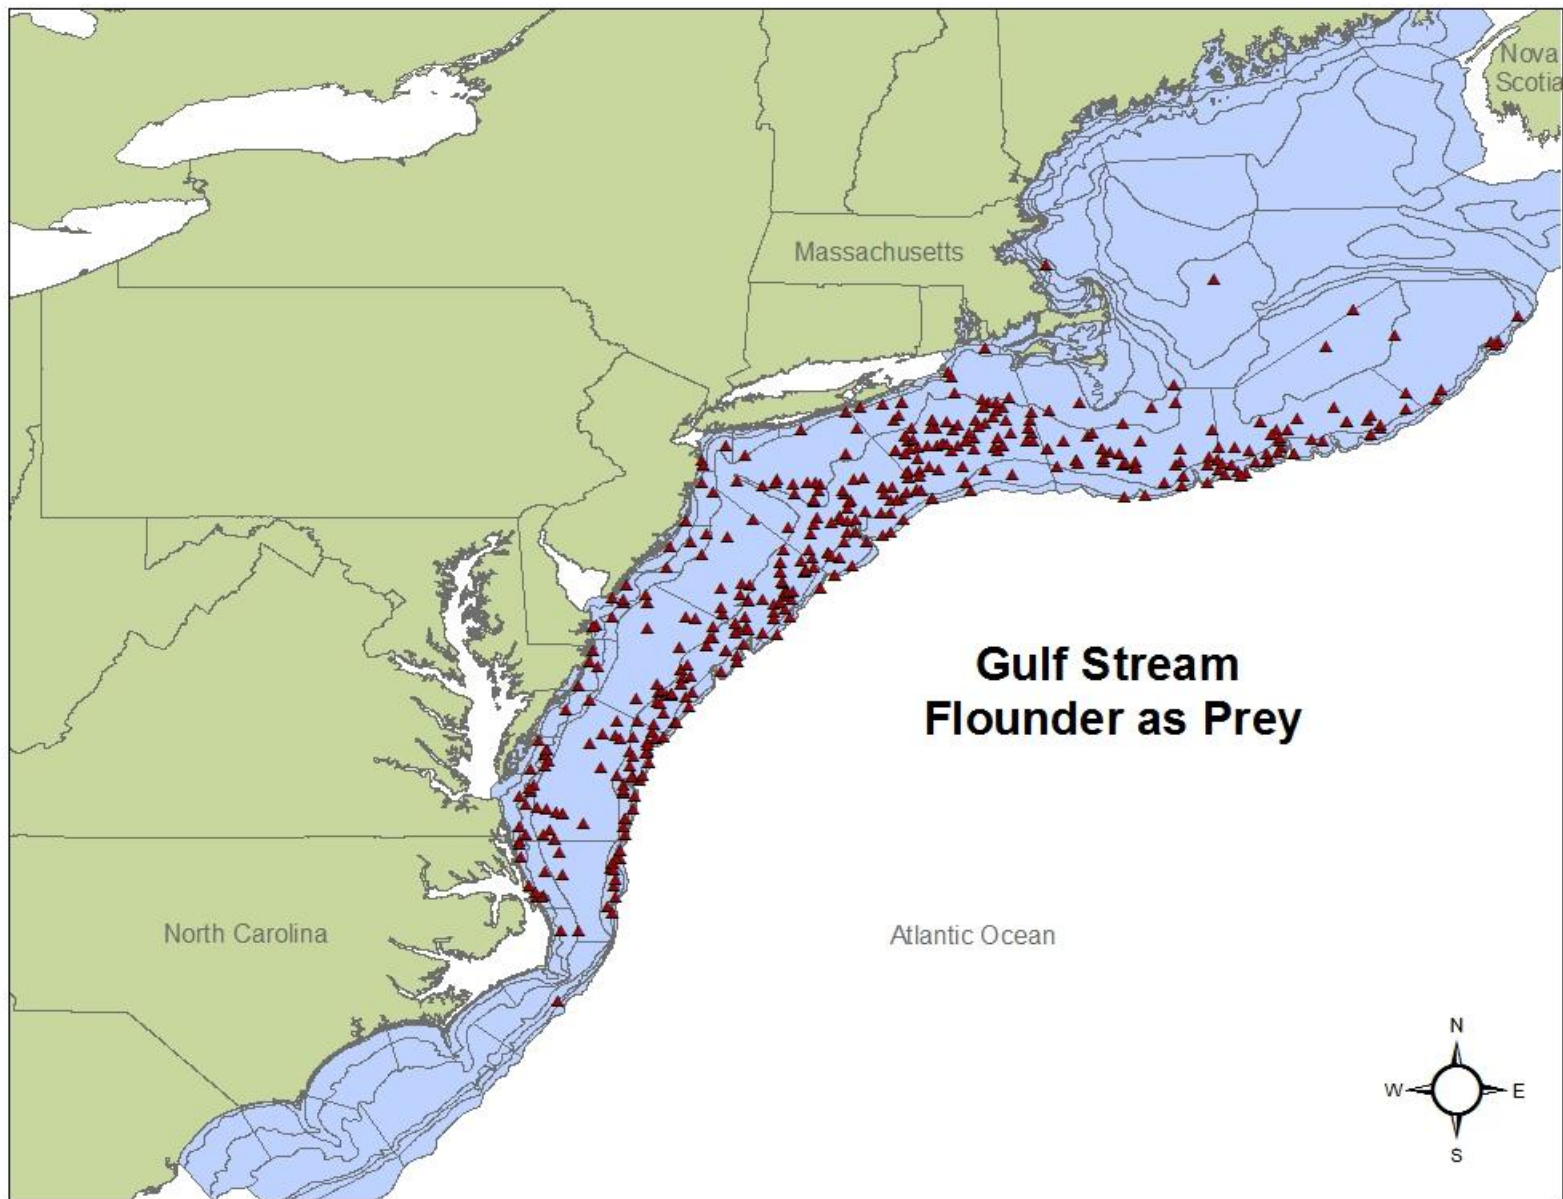 Nova
Scotia
Massachusetts
Gulf Stream
Flounder as Prey
North Carolina
Atlantic Ocean
N
W
E
S